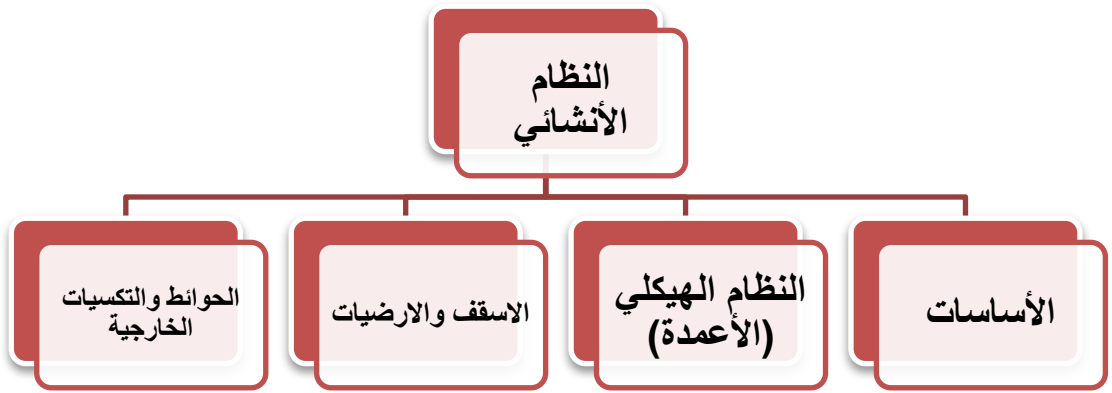 النظام
الأنشائي
الأساسات
النظام الهيكلي
(الأعمدة)
الاسقف والارضيات
الحوائط والتكسيات
الخارجية